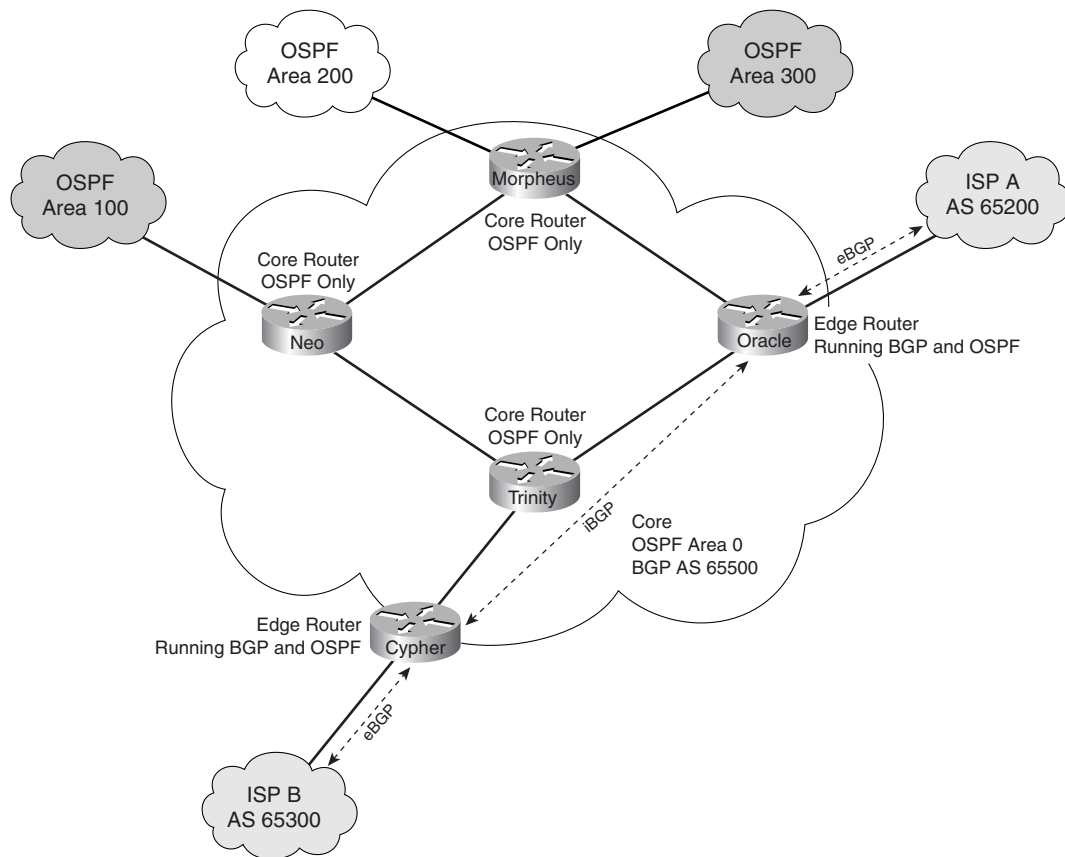 OSPF
Area 200
OSPF
Area 300
OSPF
Area 100
Morpheus
Core Router
OSPF Only
ISP A
AS 65200
eBGP
Core Router
OSPF Only
Neo
Oracle
Edge Router
Running BGP and OSPF
Core Router
OSPF Only
Trinity
iBGP
Core
OSPF Area 0
BGP AS 65500
Edge Router
Running BGP and OSPF
Cypher
eBGP
ISP B
AS 65300